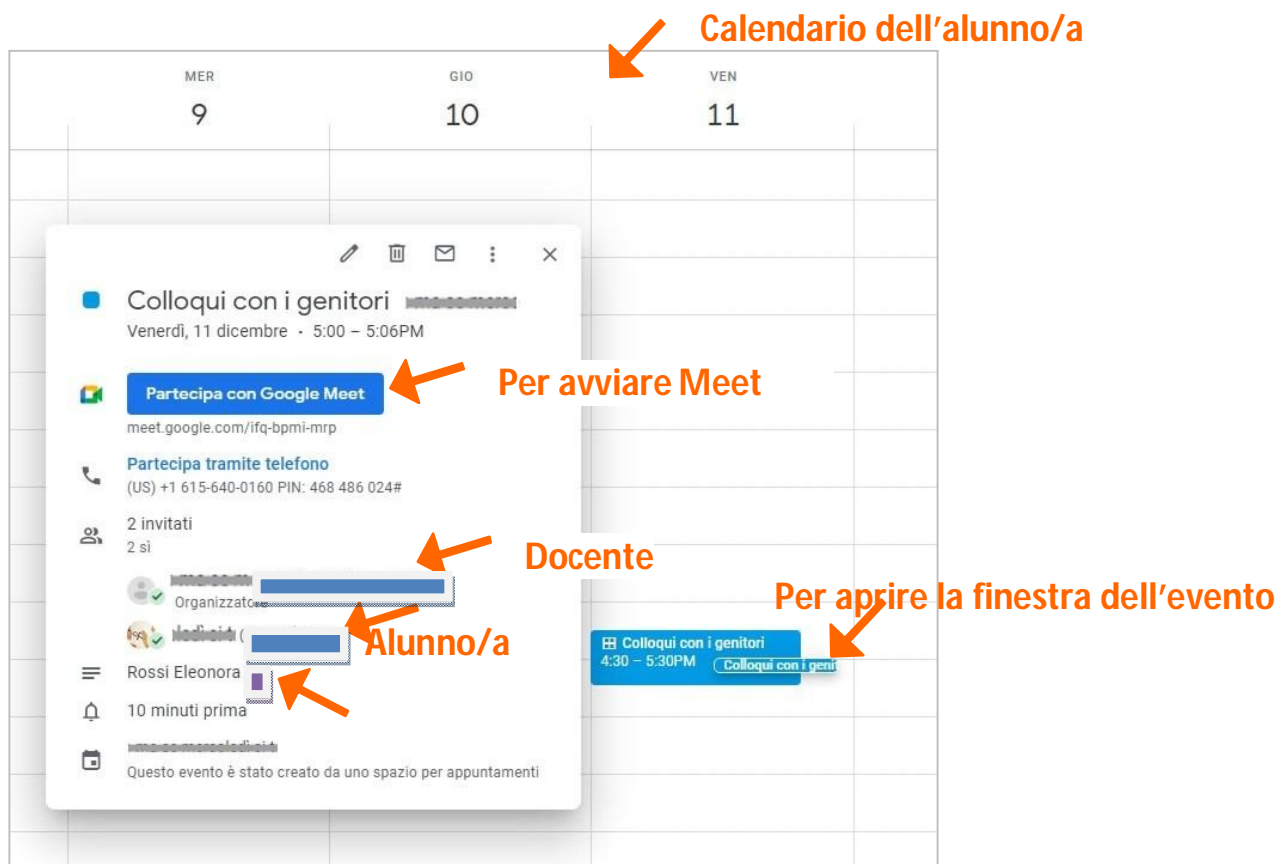 Calendario dell'alunno/a
MER
GIO
VEN
9
10
11
Colloqui con i genitori
Venerdì, 11 dicembre · 5:00 – 5:06PM
Partecipa con Google Meet
Per avviare Meet
meet.google.com/ifq-bpmi-mrp
Partecipa tramite telefono
(US) +1 615-640-0160 PIN: 468 486 024#
2 invitati
2 sì
Docente
Organizzatore
Per aprire la finestra dell'evento
Alunno/a
Colloqui con i genitori
4:30 – 5:30PM
Colloqui con i genit
Rossi Eleonora
10 minuti prima
Questo evento è stato creato da uno spazio per appuntamenti